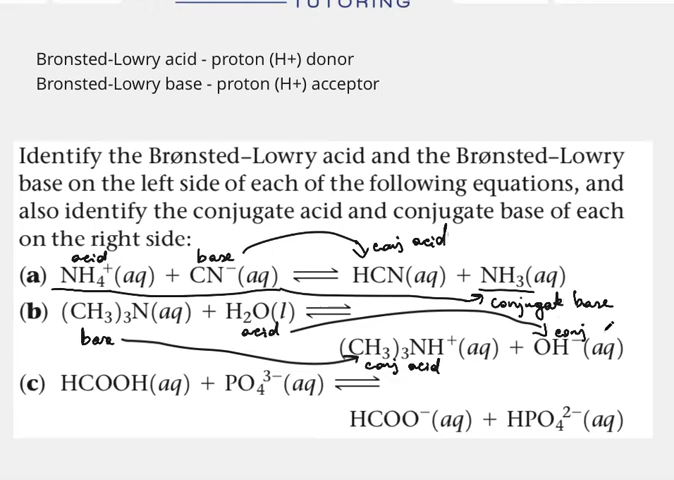 TUTORING
Bronsted-Lowry acid - proton (H+) donor
Bronsted-Lowry base - proton (H+) acceptor
Identify the Brønsted–Lowry acid and the Brønsted–Lowry
base on the left side of each of the following equations, and
also identify the conjugate acid and conjugate base of each
on the right side:
acid base conj acid
(a) NH₄⁺(aq) + CN⁻(aq) ⇌ HCN(aq) + NH₃(aq)
conjugate base
(b) (CH₃)₃N(aq) + H₂O(l) ⇌
base acid conj
(CH₃)₃NH⁺(aq) + OH⁻(aq)
conj acid
(c) HCOOH(aq) + PO₄³⁻(aq) ⇌
HCOO⁻(aq) + HPO₄²⁻(aq)